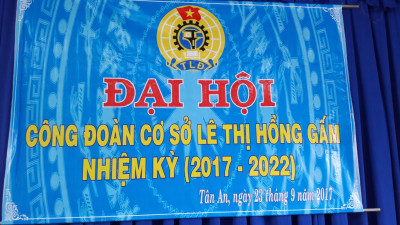 TLĐ
ĐẠI HỘI
CÔNG ĐOÀN CƠ SỞ LÊ THỊ HỒNG GẤM
NHIỆM KỲ (2017 - 2022)
Tân An, ngày 23 tháng 9 năm 2017